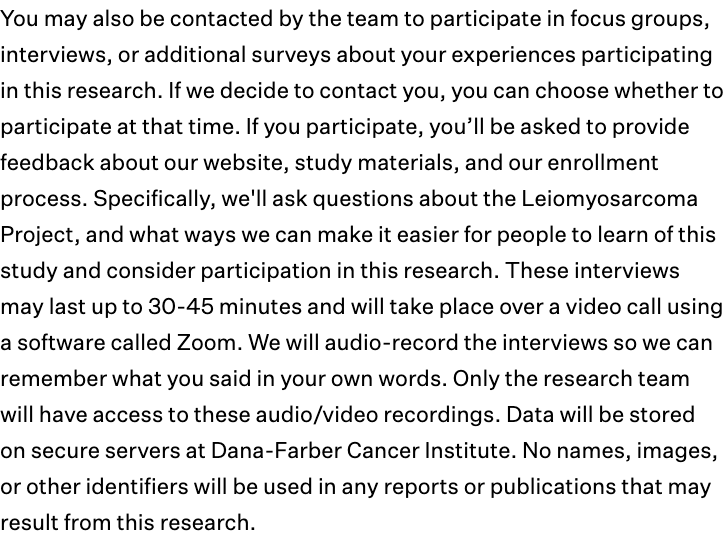 You may also be contacted by the team to participate in focus groups,
interviews, or additional surveys about your experiences participating
in this research. If we decide to contact you, you can choose whether to
participate at that time. If you participate, you’ll be asked to provide
feedback about our website, study materials, and our enrollment
process. Specifically, we'll ask questions about the Leiomyosarcoma
Project, and what ways we can make it easier for people to learn of this
study and consider participation in this research. These interviews
may last up to 30-45 minutes and will take place over a video call using
a software called Zoom. We will audio-record the interviews so we can
remember what you said in your own words. Only the research team
will have access to these audio/video recordings. Data will be stored
on secure servers at Dana-Farber Cancer Institute. No names, images,
or other identifiers will be used in any reports or publications that may
result from this research.